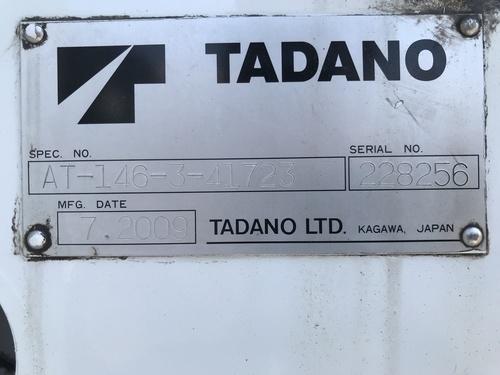 TADANO
SPEC. NO. SERIAL NO.
AT-146-3-41723 228256
MFG. DATE
7.2009 TADANO LTD. KAGAWA, JAPAN